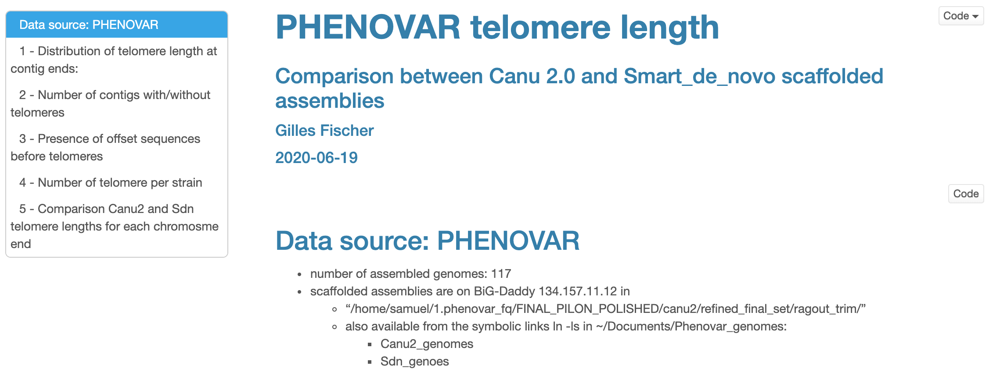 Data source: PHENOVAR
1 - Distribution of telomere length at
contig ends:
2 - Number of contigs with/without
telomeres
3 - Presence of offset sequences
before telomeres
4 - Number of telomere per strain
5 - Comparison Canu2 and Sdn
telomere lengths for each chromosme
end
Code
PHENOVAR telomere length
Comparison between Canu 2.0 and Smart_de_novo scaffolded
assemblies
Gilles Fischer
2020-06-19
Code
Data source: PHENOVAR
• number of assembled genomes: 117
• scaffolded assemblies are on BiG-Daddy 134.157.11.12 in
◦ “/home/samuel/1.phenovar_fq/FINAL_PILON_POLISHED/canu2/refined_final_set/ragout_trim/”
◦ also available from the symbolic links ln -ls in ~/Documents/Phenovar_genomes:
▪ Canu2_genomes
▪ Sdn_genoes